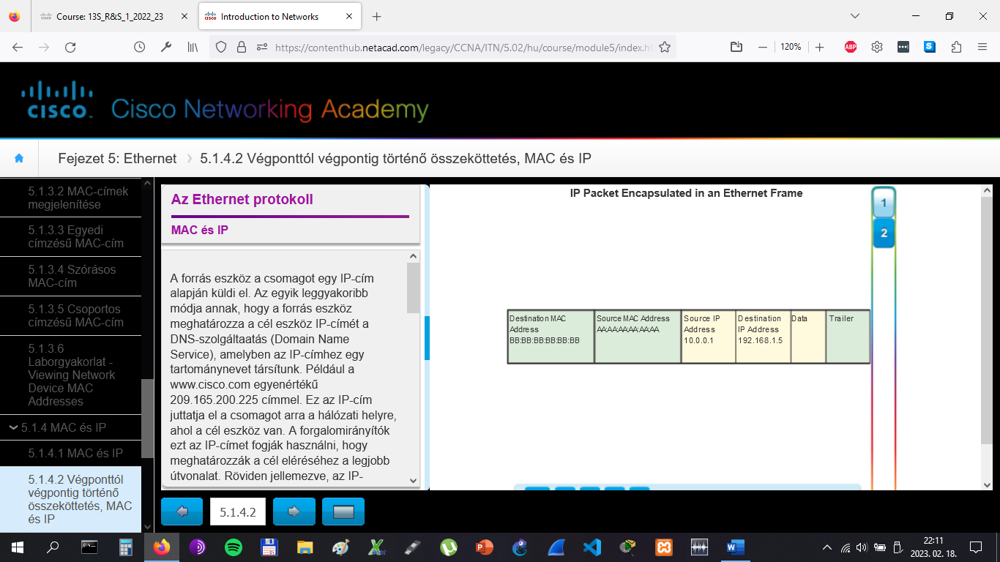 Course: 13S_R&S_1_2022_23
Introduction to Networks
https://contenthub.netacad.com/legacy/CCNA/ITN/5.02/hu/course/module5/index.h
120%
ABP
S
CISCO
Cisco Networking Academy
Fejezet 5: Ethernet
5.1.4.2 Végponttól végpontig történő összeköttetés, MAC és IP
5.1.3.2 MAC-címek
megjelenítése
5.1.3.3 Egyedi
címzésű MAC-cím
5.1.3.4 Szórásos
MAC-cím
5.1.3.5 Csoportos
címzésű MAC-cím
5.1.3.6
Laborgyakorlat -
Viewing Network
Device MAC
Addresses
5.1.4 MAC és IP
5.1.4.1 MAC és IP
5.1.4.2 Végponttól
végpontig történő
összeköttetés, MAC
és IP
Az Ethernet protokoll
MAC és IP
A forrás eszköz a csomagot egy IP-cím
alapján küldi el. Az egyik leggyakoribb
módja annak, hogy a forrás eszköz
meghatározza a cél eszköz IP-címét a
DNS-szolgáltaatás (Domain Name
Service), amelyben az IP-címhez egy
tartománynevet társítunk. Például a
www.cisco.com egyenértékű
209.165.200.225 címmel. Ez az IP-cím
juttatja el a csomagot arra a hálózati helyre,
ahol a cél eszköz van. A forgalomirányítók
ezt az IP-címet fogják használni, hogy
meghatározzák a cél eléréséhez a legjobb
útvonalat. Röviden jellemezve, az IP-
IP Packet Encapsulated in an Ethernet Frame
1
2
Destination MAC
Address
BB:BB:BB:BB:BB:BB
Source MAC Address
AA:AA:AA:AA:AA:AA
Source IP
Address
10.0.0.1
Destination
IP Address
192.168.1.5
Data
Trailer
5.1.4.2
22:11
2023. 02. 18.